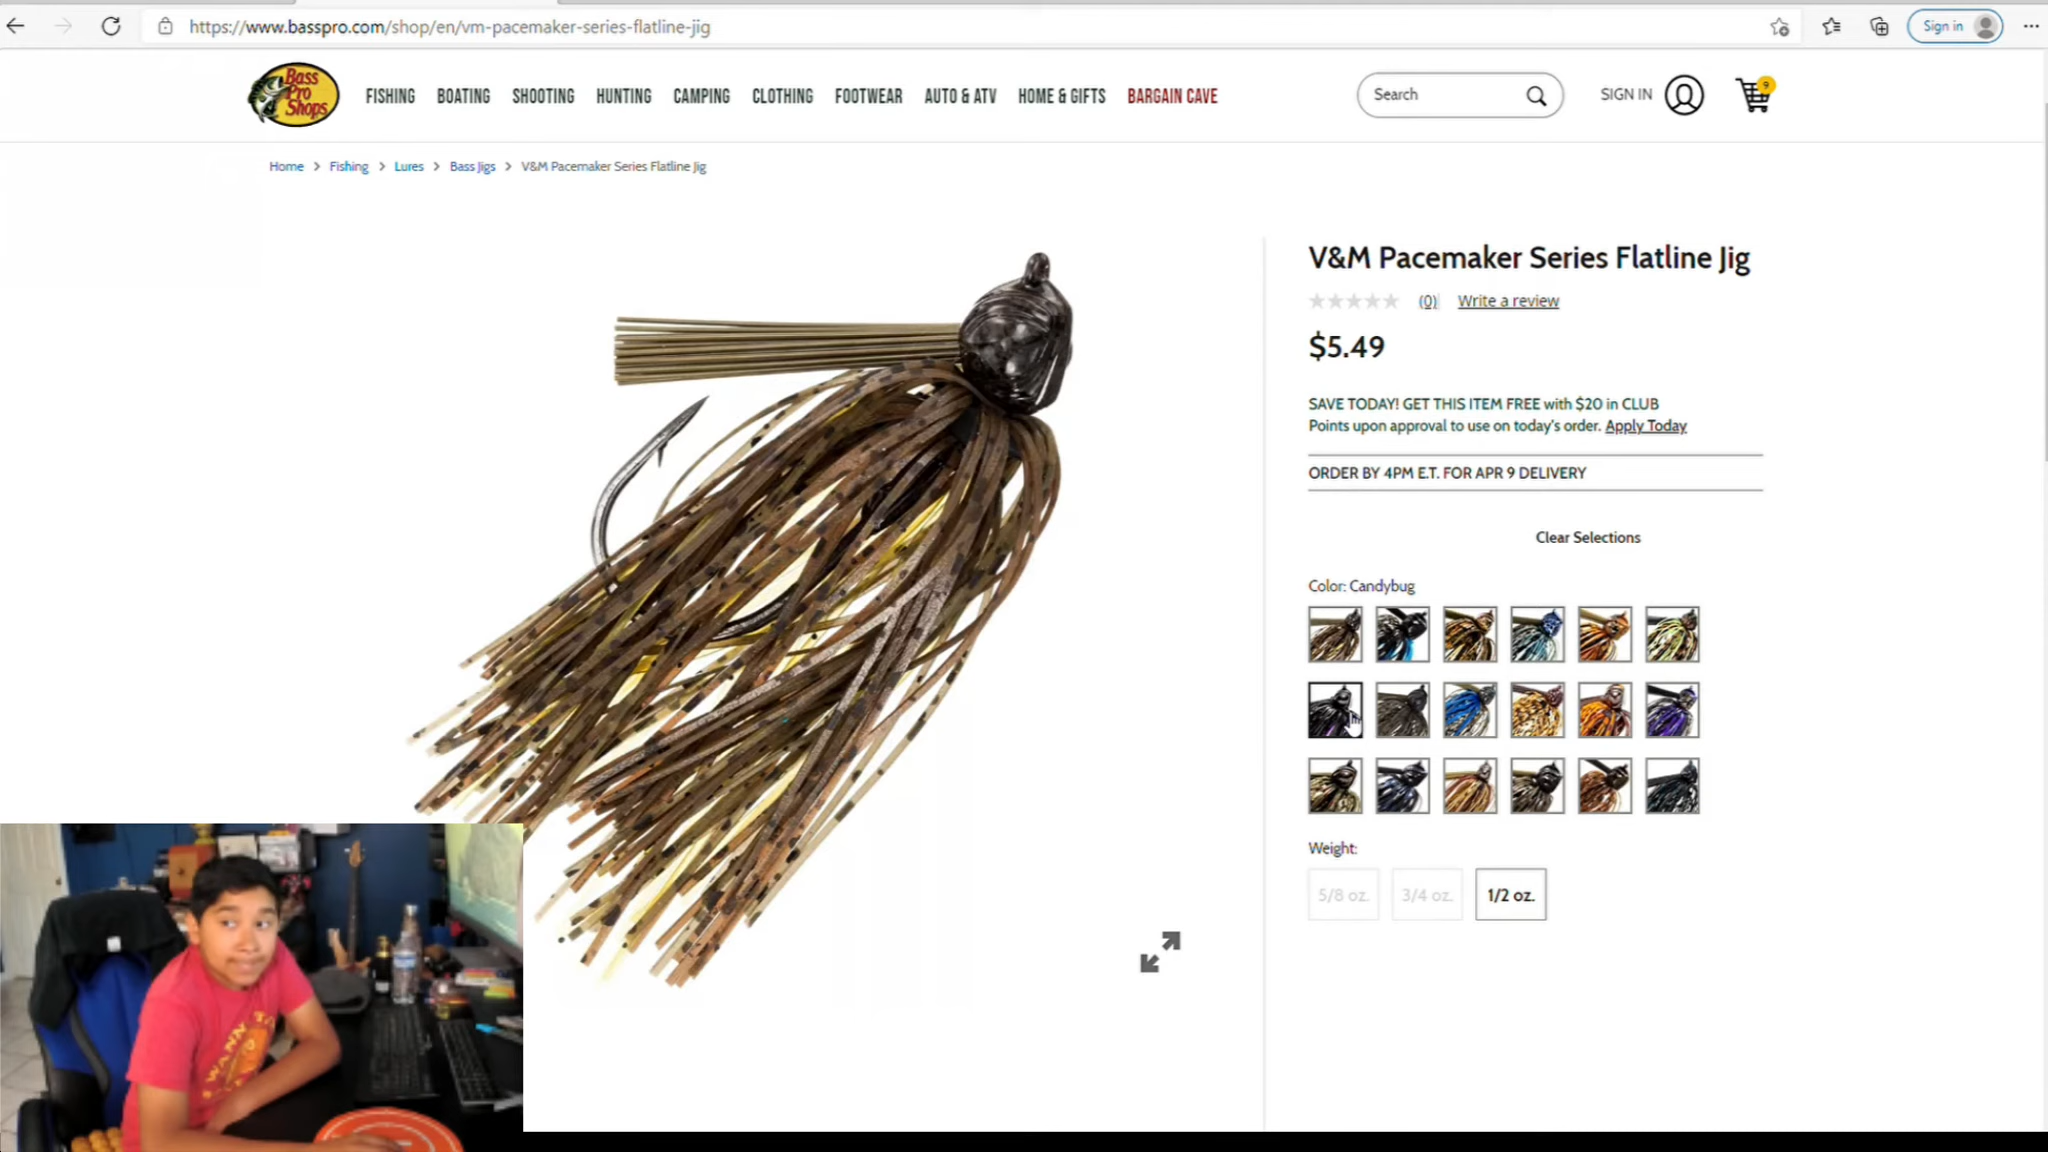 https://www.basspro.com/shop/en/vm-pacemaker-series-flatline-jig
Sign in
Bass
Pro
Shops
FISHING BOATING SHOOTING HUNTING CAMPING CLOTHING FOOTWEAR AUTO & ATV HOME & GIFTS BARGAIN CAVE
Search
SIGN IN
9
Home > Fishing > Lures > Bass Jigs > V&M Pacemaker Series Flatline Jig
V&M Pacemaker Series Flatline Jig
(0) Write a review
$5.49
SAVE TODAY! GET THIS ITEM FREE with $20 in CLUB
Points upon approval to use on today's order. Apply Today
ORDER BY 4PM E.T. FOR APR 9 DELIVERY
Clear Selections
Color: Candybug
Weight:
5/8 oz. 3/4 oz. 1/2 oz.
WANN